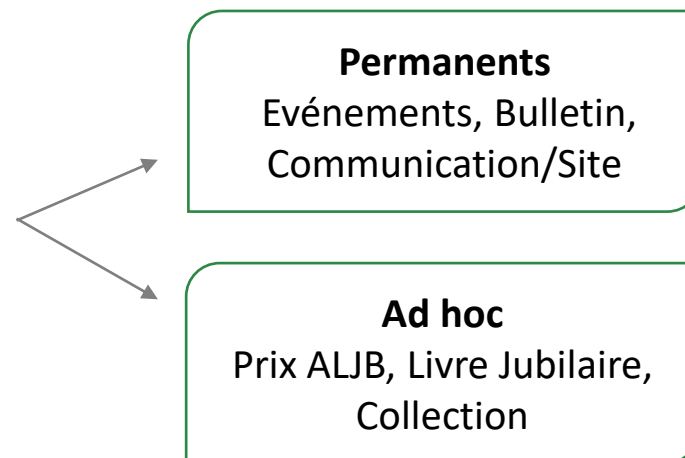 Permanents
Evénements, Bulletin,
Communication/Site
Ad hoc
Prix ALJB, Livre Jubilaire,
Collection